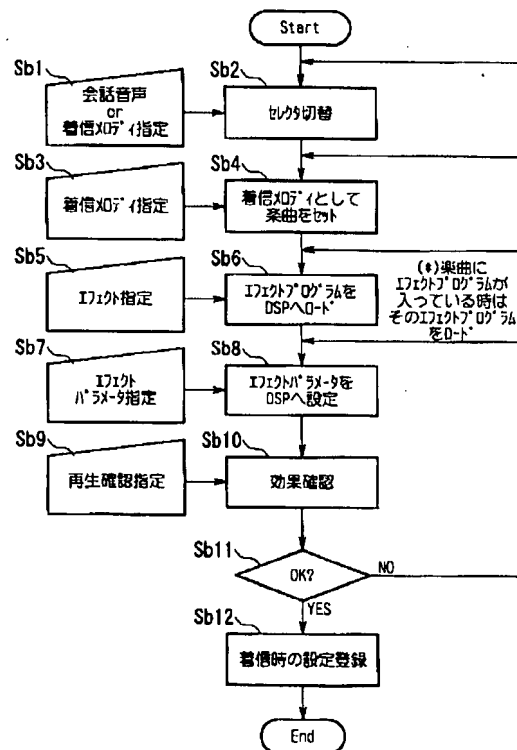 Start
Sb1
会話音声
or
着信メロディ指定
Sb2
セレクタ切替
Sb3
着信メロディ指定
Sb4
着信メロディとして
楽曲をセット
Sb5
エフェクト指定
Sb6
エフェクトプログラムを
DSPへロード
(*)楽曲に
エフェクトプログラムが
入っている時は
そのエフェクトプログラム
をロード
Sb7
エフェクト
パラメータ指定
Sb8
エフェクトパラメータを
DSPへ設定
Sb9
再生確認指定
Sb10
効果確認
Sb11
OK?
NO
YES
Sb12
着信時の設定登録
End